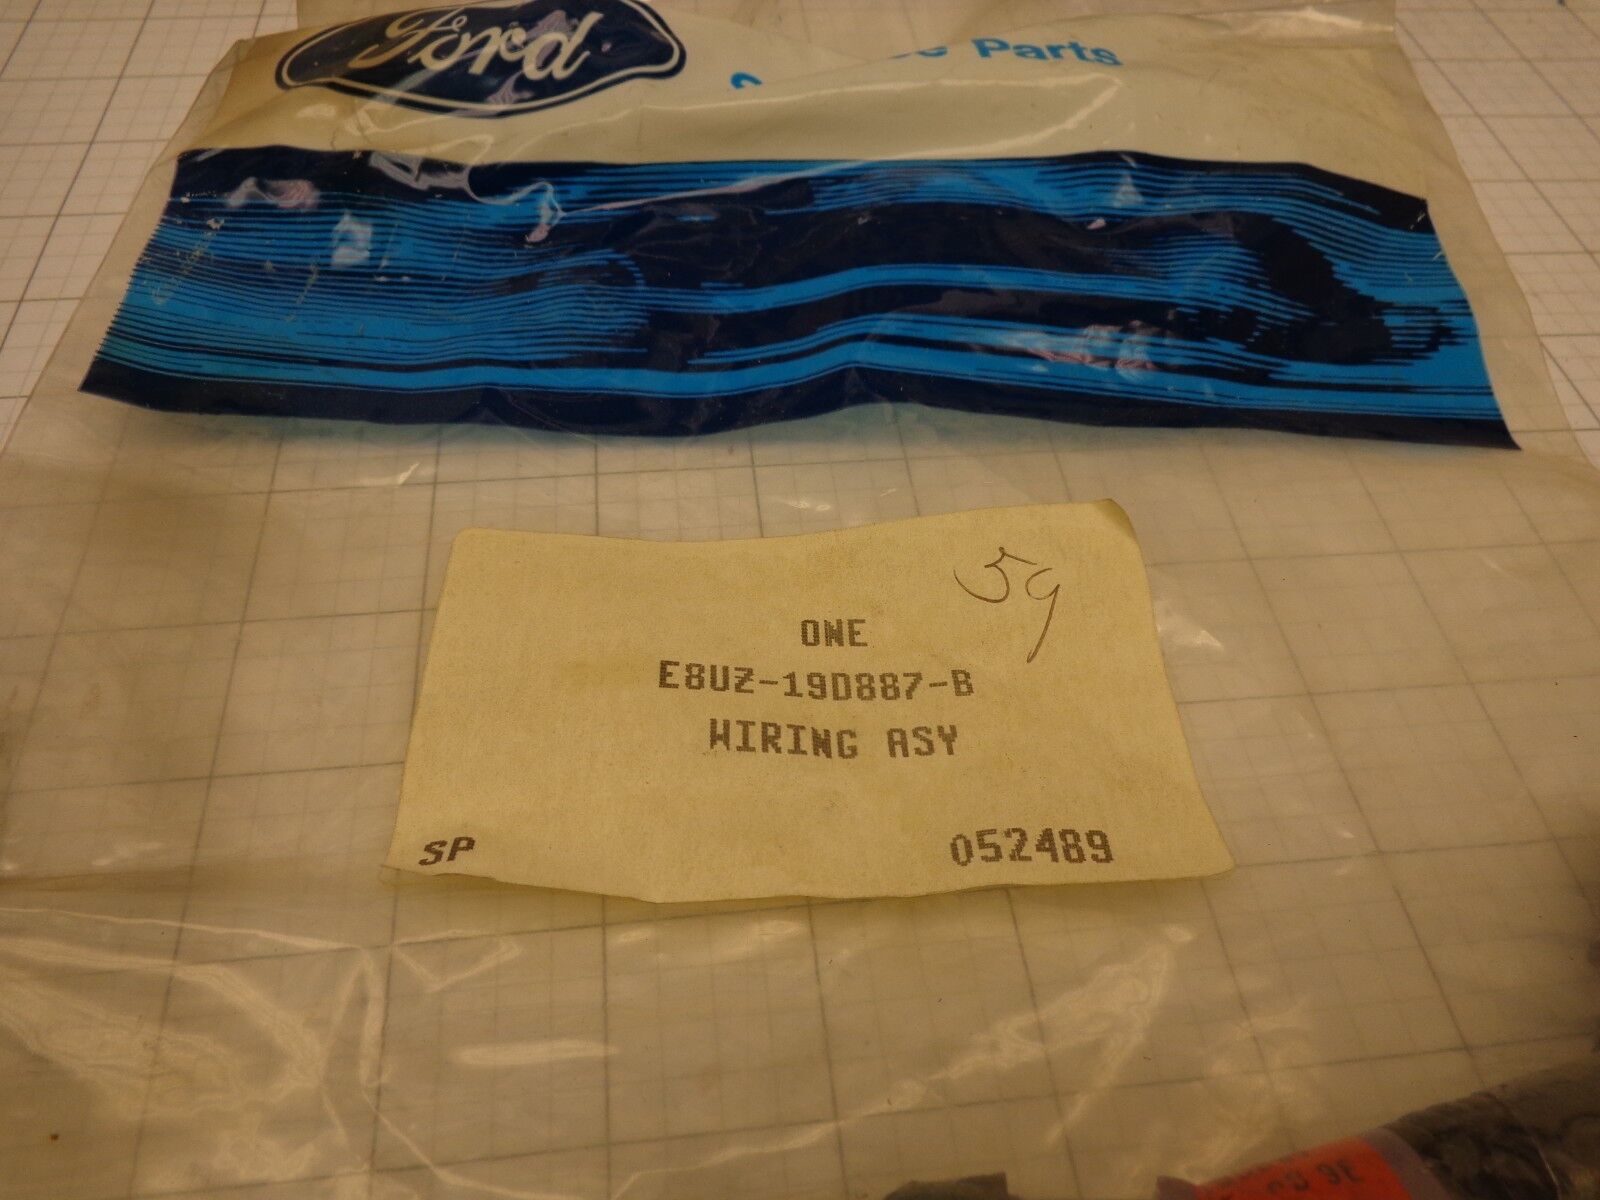 Ford
Parts
59
ONE
E8UZ-19D887-B
WIRING ASY
SP 052489